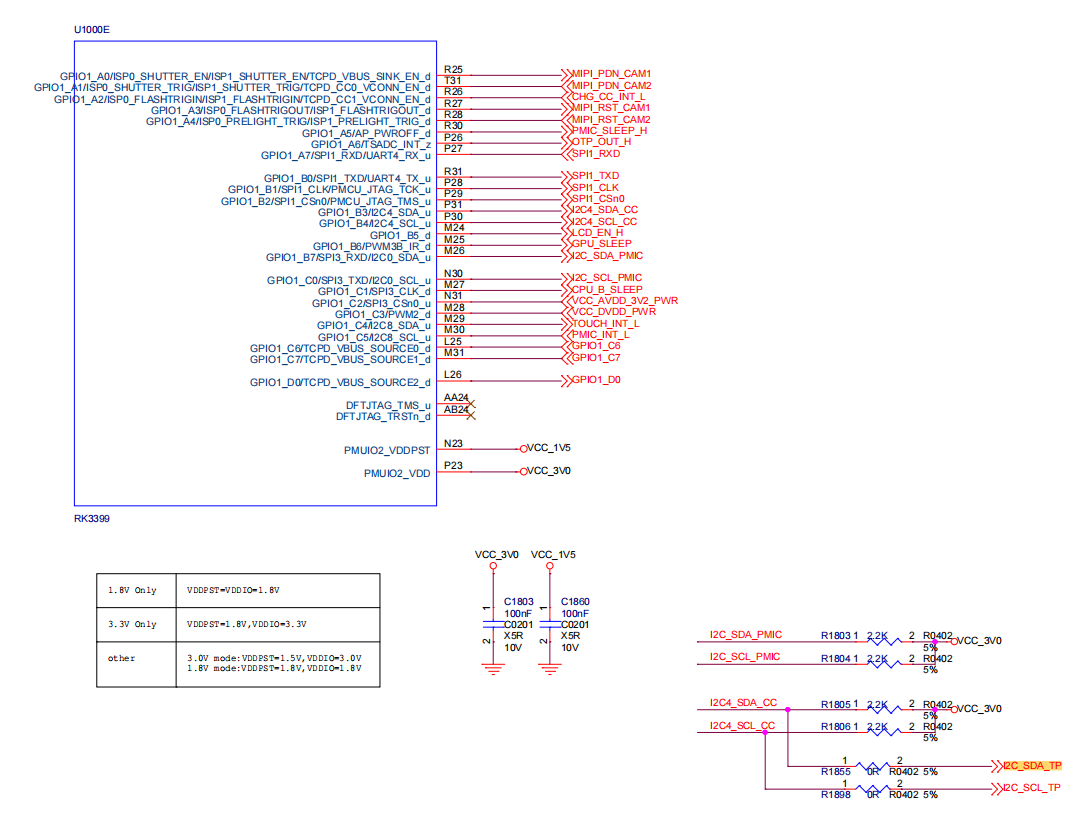 U1000E
GPIO1_A0/ISP0_SHUTTER_EN/ISP1_SHUTTER_EN/TCPD_VBUS_SINK_EN_d R25 MIPI_PDN_CAM1
GPIO1_A1/ISP0_SHUTTER_TRIG/ISP1_SHUTTER_TRIG/TCPD_CC0_VCONN_EN_d T31 MIPI_PDN_CAM2
GPIO1_A2/ISP0_FLASHTRIGIN/ISP1_FLASHTRIGIN/TCPD_CC1_VCONN_EN_d R26 CHG_CC_INT_L
GPIO1_A3/ISP0_FLASHTRIGOUT/ISP1_FLASHTRIGOUT_d R27 MIPI_RST_CAM1
GPIO1_A4/ISP0_PRELIGHT_TRIG/ISP1_PRELIGHT_TRIG_d R28 MIPI_RST_CAM2
GPIO1_A5/AP_PWROFF_d R30 PMIC_SLEEP_H
GPIO1_A6/TSADC_INT_z P26 OTP_OUT_H
GPIO1_A7/SPI1_RXD/UART4_RX_u P27 SPI1_RXD
GPIO1_B0/SPI1_TXD/UART4_TX_u R31 SPI1_TXD
GPIO1_B1/SPI1_CLK/PMCU_JTAG_TCK_u P28 SPI1_CLK
GPIO1_B2/SPI1_CSn0/PMCU_JTAG_TMS_u P29 SPI1_CSn0
GPIO1_B3/I2C4_SDA_u P31 I2C4_SDA_CC
GPIO1_B4/I2C4_SCL_u P30 I2C4_SCL_CC
GPIO1_B5_d M24 LCD_EN_H
GPIO1_B6/PWM3B_IR_d M25 GPU_SLEEP
GPIO1_B7/SPI3_RXD/I2C0_SDA_u M26 I2C_SDA_PMIC
GPIO1_C0/SPI3_TXD/I2C0_SCL_u N30 I2C_SCL_PMIC
GPIO1_C1/SPI3_CLK_d M27 CPU_B_SLEEP
GPIO1_C2/SPI3_CSn0_u N31 VCC_AVDD_3V2_PWR
GPIO1_C3/PWM2_d M28 VCC_DVDD_PWR
GPIO1_C4/I2C8_SDA_u M29 TOUCH_INT_L
GPIO1_C5/I2C8_SCL_u M30 PMIC_INT_L
GPIO1_C6/TCPD_VBUS_SOURCE0_d L25 GPIO1_C6
GPIO1_C7/TCPD_VBUS_SOURCE1_d M31 GPIO1_C7
GPIO1_D0/TCPD_VBUS_SOURCE2_d L26 GPIO1_D0
DFTJTAG_TMS_u AA24
DFTJTAG_TRSTn_d AB24
PMUIO2_VDDPST N23 VCC_1V5
PMUIO2_VDD P23 VCC_3V0
RK3399
1.8V Only VDDPST=VDDIO=1.8V
3.3V Only VDDPST=1.8V,VDDIO=3.3V
other 3.0V mode:VDDPST=1.5V,VDDIO=3.0V
1.8V mode:VDDPST=1.8V,VDDIO=1.8V
VCC_3V0 VCC_1V5
1 C1803 1 C1860
100nF 100nF
C0201 C0201
2 X5R 2 X5R
10V 10V
I2C_SDA_PMIC R1803 1 2.2K 2 R0402 VCC_3V0
5%
I2C_SCL_PMIC R1804 1 2.2K 2 R0402
5%
I2C4_SDA_CC R1805 1 2.2K 2 R0402 VCC_3V0
5%
I2C4_SCL_CC R1806 1 2.2K 2 R0402
5%
1 2 I2C_SDA_TP
R1855 0R R0402 5%
1 2 I2C_SCL_TP
R1898 0R R0402 5%